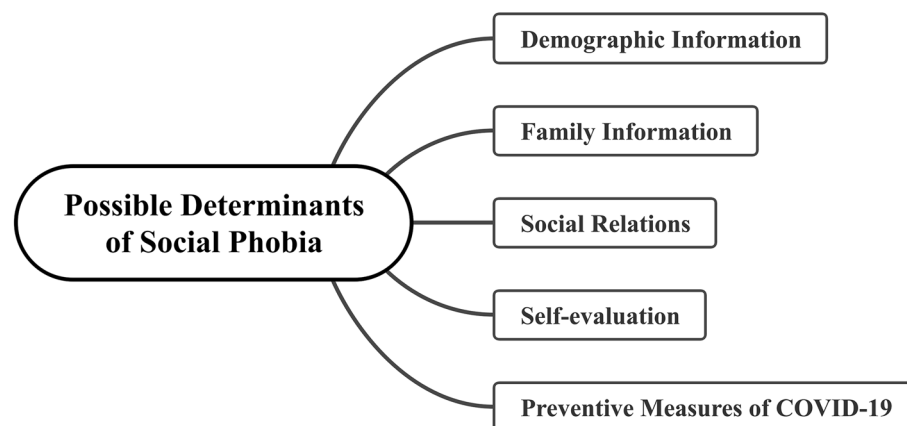 Demographic Information
Family Information
Possible Determinants
of Social Phobia
Social Relations
Self-evaluation
Preventive Measures of COVID-19